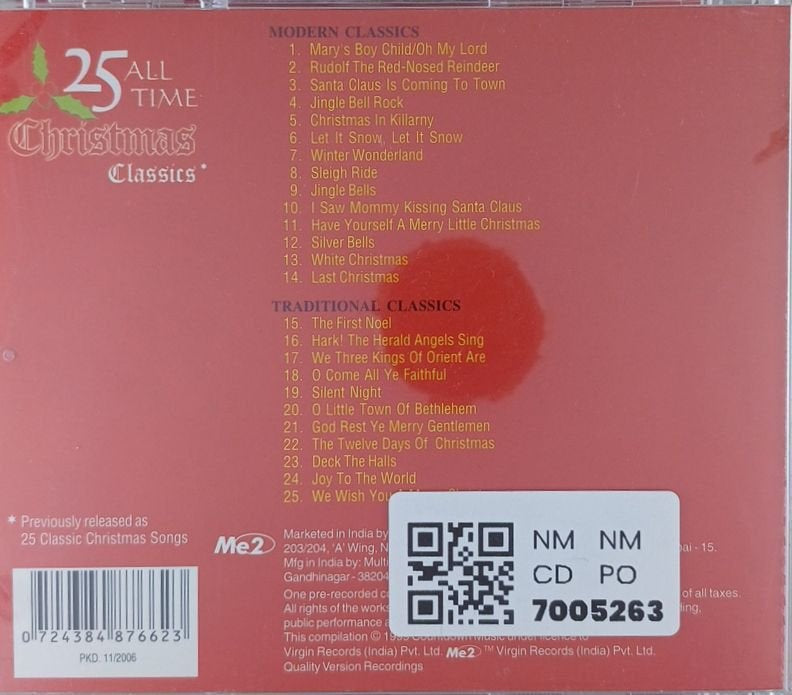 25 ALL
TIME
Christmas
Classics*
MODERN CLASSICS
1. Mary's Boy Child/Oh My Lord
2. Rudolf The Red-Nosed Reindeer
3. Santa Claus Is Coming To Town
4. Jingle Bell Rock
5. Christmas In Killarny
6. Let It Snow, Let It Snow
7. Winter Wonderland
8. Sleigh Ride
9. Jingle Bells
10. I Saw Mommy Kissing Santa Claus
11. Have Yourself A Merry Little Christmas
12. Silver Bells
13. White Christmas
14. Last Christmas
TRADITIONAL CLASSICS
15. The First Noel
16. Hark! The Herald Angels Sing
17. We Three Kings Of Orient Are
18. O Come All Ye Faithful
19. Silent Night
20. O Little Town Of Bethlehem
21. God Rest Ye Merry Gentlemen
22. The Twelve Days Of Christmas
23. Deck The Halls
24. Joy To The World
25. We Wish You A
* Previously released as
25 Classic Christmas Songs
Me2
Marketed in India by
203/204, 'A' Wing, - 15.
Mfg in India by:
Gandhinagar -
One pre-recorded of all taxes.
All rights of the works
public performance
This compilation © Countdown Music under licence to
Virgin Records (India) Pvt. Ltd. Me2 ™ Virgin Records (India) Pvt. Ltd.
Quality Version Recordings
NM NM
CD PO
7005263
0 724384 876623
PKD. 11/2006